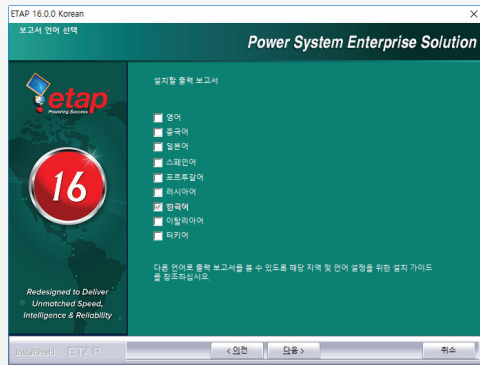 ETAP 16.0.0 Korean
보고서 언어 선택
Power System Enterprise Solution
etap
Powering Success
설치할 출력 보고서
영어
중국어
일본어
스페인어
포르투갈어
러시아어
한국어
이탈리아어
터키어
16
다른 언어로 출력 보고서를 볼 수 있도록 해당 지역 및 언어 설정을 위한 설치 가이드
를 참조하십시오.
Redesigned to Deliver
Unmatched Speed,
Intelligence & Reliability
InstallShield ETAP
< 이전
다음 >
취소